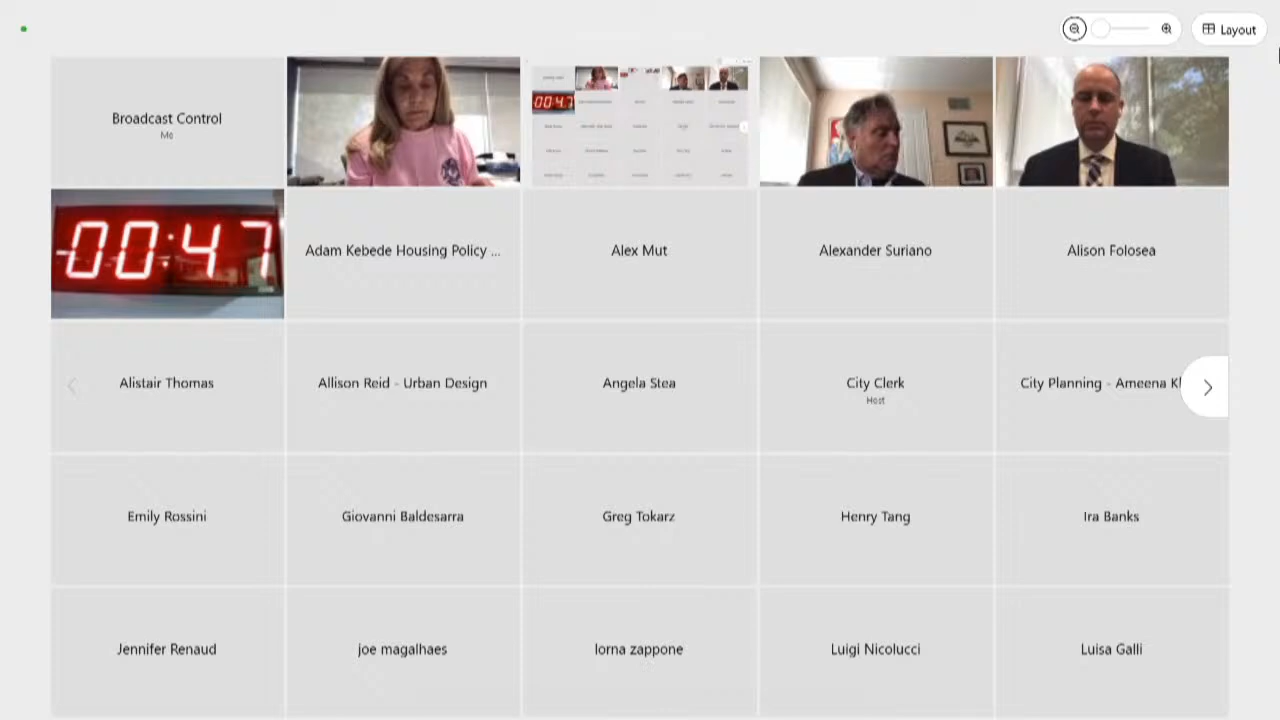 Layout
Broadcast Control
Me
00:47
Adam Kebede Housing Policy ...
Alex Mut
Alexander Suriano
Alison Folosea
Alistair Thomas
Allison Reid - Urban Design
Angela Stea
City Clerk
Host
City Planning - Ameena
Emily Rossini
Giovanni Baldesarra
Greg Tokarz
Henry Tang
Ira Banks
Jennifer Renaud
joe magalhaes
lorna zappone
Luigi Nicolucci
Luisa Galli